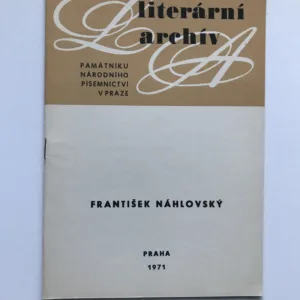 literární
archív
L A
PAMÁTNÍKU
NÁRODNÍHO
PÍSEMNICTVÍ
V PRAZE
FRANTIŠEK NÁHLOVSKÝ
PRAHA
1971